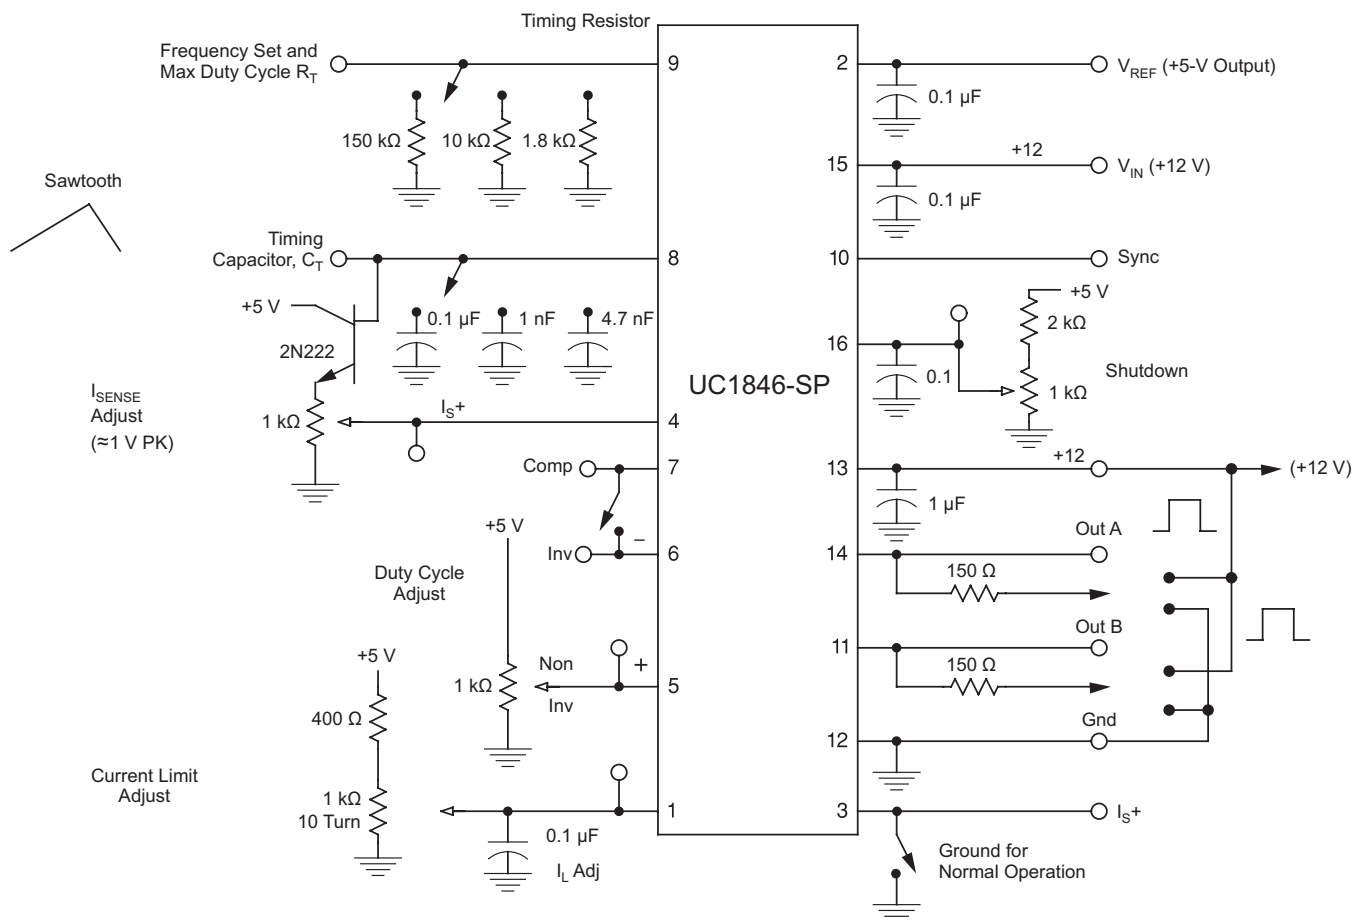 Timing Resistor
Frequency Set and
Max Duty Cycle R_T
9
150 kΩ
10 kΩ
1.8 kΩ
Sawtooth
Timing
Capacitor, C_T
8
+5 V
0.1 µF
1 nF
4.7 nF
2N222
I_SENSE
Adjust
(≈1 V PK)
1 kΩ
I_S+
4
Comp
7
+5 V
Inv
–
6
Duty Cycle
Adjust
+5 V
1 kΩ
Non
Inv
+
5
400 Ω
Current Limit
Adjust
1 kΩ
10 Turn
1
0.1 µF
I_L Adj
UC1846-SP
2
V_REF (+5-V Output)
0.1 µF
15
+12
V_IN (+12 V)
0.1 µF
10
Sync
+5 V
2 kΩ
16
0.1
1 kΩ
Shutdown
13
+12
(+12 V)
1 µF
Out A
14
150 Ω
Out B
11
150 Ω
Gnd
12
3
I_S+
Ground for
Normal Operation